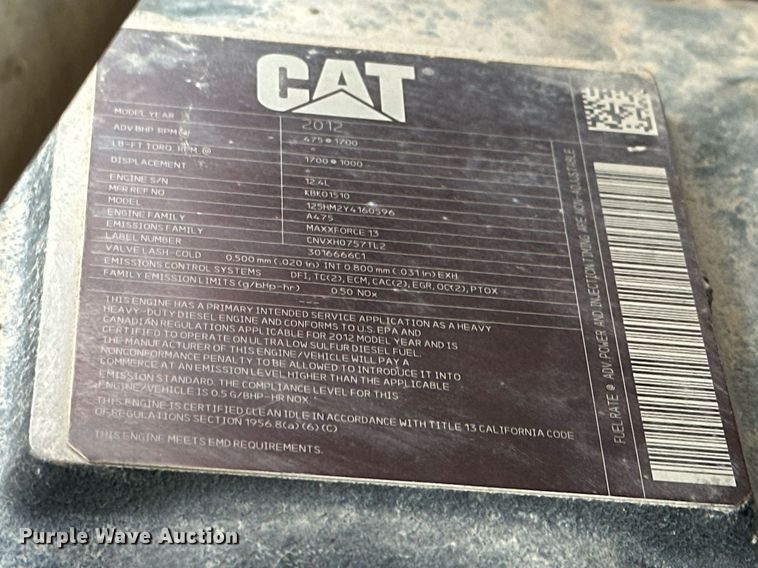 CAT
MODEL YEAR 2012
ADV BHP RPM @ 475 @ 1700
LB-FT TORQ. RPM @ 1700 @ 1000
DISPLACEMENT 12.4L
ENGINE S/N KBK01510
MFR REF NO 125HM2Y4160596
MODEL A475
ENGINE FAMILY MAXXFORCE 13
EMISSIONS FAMILY CNVXH0757TL2
LABEL NUMBER 3016666C1
VALVE LASH-COLD 0.500 mm (.020 in) INT 0.800 mm (.031 in) EXH
EMISSIONS CONTROL SYSTEMS DFI, TC(2), ECM, CAC(2), EGR, OC(2), PTOX
FAMILY EMISSION LIMITS (g/bHp-hr) 0.50 NOx
THIS ENGINE HAS A PRIMARY INTENDED SERVICE APPLICATION AS A HEAVY
HEAVY-DUTY DIESEL ENGINE AND CONFORMS TO U.S. EPA AND
CANADIAN REGULATIONS APPLICABLE FOR 2012 MODEL YEAR AND IS
CERTIFIED TO OPERATE ON ULTRA LOW SULFUR DIESEL FUEL.
THE MANUFACTURER OF THIS ENGINE/VEHICLE WILL PAY A
NONCONFORMANCE PENALTY TO BE ALLOWED TO INTRODUCE IT INTO
COMMERCE AT AN EMISSION LEVEL HIGHER THAN THE APPLICABLE
EMISSION STANDARD. THE COMPLIANCE LEVEL FOR THIS
ENGINE/VEHICLE IS 0.5 G/BHP-HR NOX.
THIS ENGINE IS CERTIFIED CLEAN IDLE IN ACCORDANCE WITH TITLE 13 CALIFORNIA CODE
OF REGULATIONS SECTION 1956.8(a)(6)(C)
THIS ENGINE MEETS EMD REQUIREMENTS.
FUEL RATE @ ADV. POWER AND INJECTION TIMING ARE NON-ADJUSTABLE
Purple Wave Auction